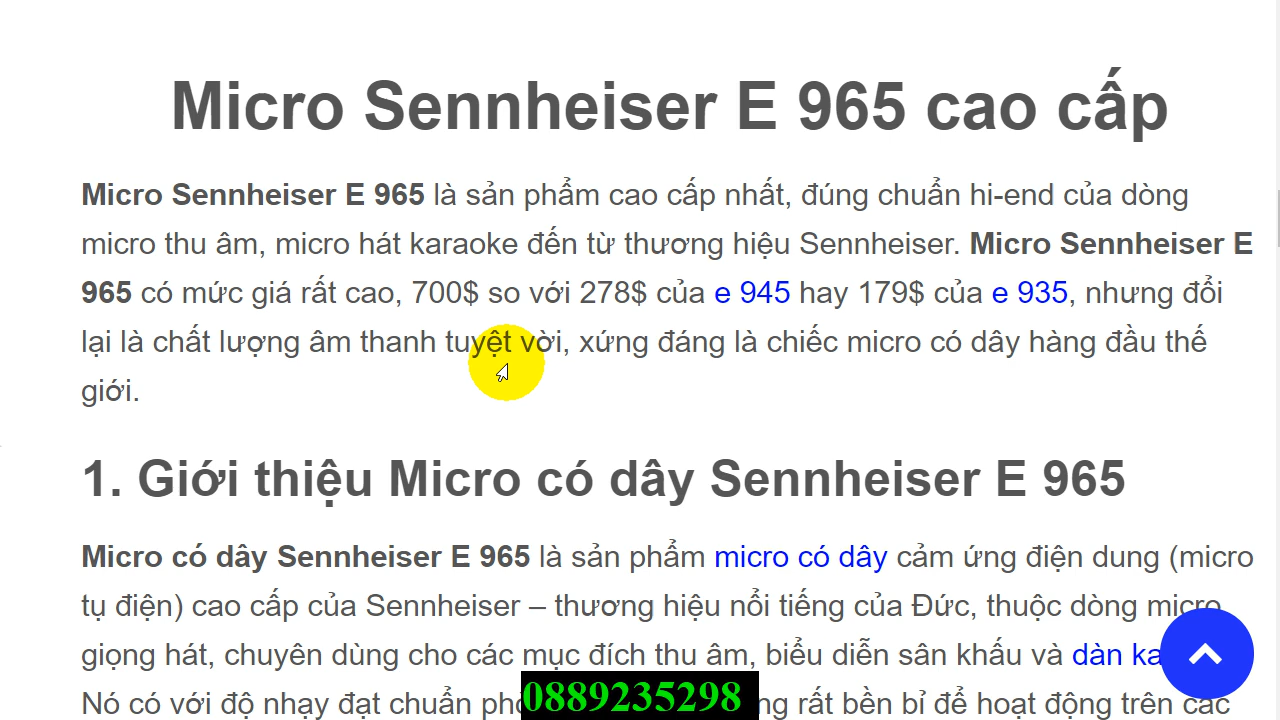 Micro Sennheiser E 965 cao cấp
Micro Sennheiser E 965 là sản phẩm cao cấp nhất, đúng chuẩn hi-end của dòng
micro thu âm, micro hát karaoke đến từ thương hiệu Sennheiser. Micro Sennheiser E
965 có mức giá rất cao, 700$ so với 278$ của e 945 hay 179$ của e 935, nhưng đổi
lại là chất lượng âm thanh tuyệt vời, xứng đáng là chiếc micro có dây hàng đầu thế
giới.
1. Giới thiệu Micro có dây Sennheiser E 965
Micro có dây Sennheiser E 965 là sản phẩm micro có dây cảm ứng điện dung (micro
tụ điện) cao cấp của Sennheiser – thương hiệu nổi tiếng của Đức, thuộc dòng micro
giọng hát, chuyên dùng cho các mục đích thu âm, biểu diễn sân khấu và dàn
Nó có với độ nhạy đạt chuẩn rất bền bỉ để hoạt động trên các
0889235298